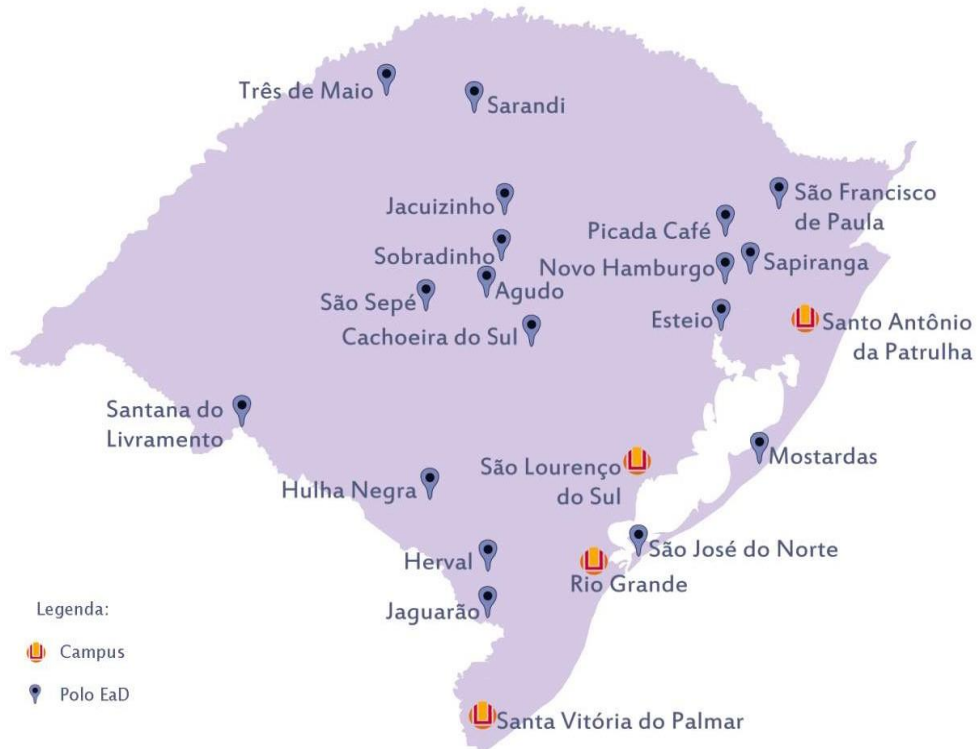 Três de Maio
Sarandi
Jacuizinho
São Francisco
de Paula
Picada Café
Sobradinho
Novo Hamburgo
Sapiranga
Agudo
São Sepé
Cachoeira do Sul
Esteio
Santo Antônio
da Patrulha
Santana do
Livramento
São Lourenço
do Sul
Mostardas
Hulha Negra
São José do Norte
Herval
Rio Grande
Jaguarão
Legenda:
Campus
Polo EaD
Santa Vitória do Palmar